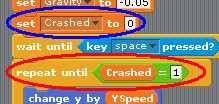 set Gravity to -0.05
set Crashed to 0
wait until key space pressed?
repeat until Crashed = 1
change y by YSpeed